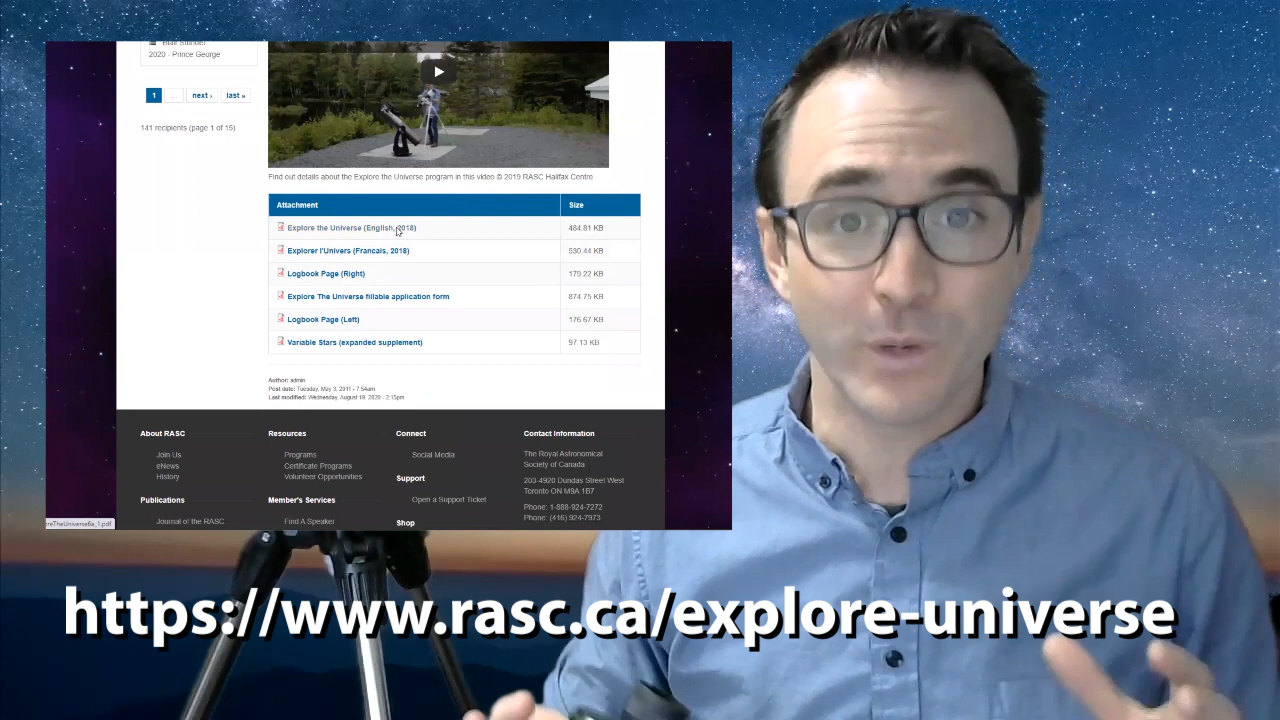 2020 - Prince George
1
next ›
last »
141 recipients (page 1 of 15)
Find out details about the Explore the Universe program in this video © 2019 RASC Halifax Centre
Attachment Size
Explore the Universe (English, 2018) 484.81 KB
Explorer l'Univers (Francais, 2018) 530.44 KB
Logbook Page (Right) 179.22 KB
Explore The Universe fillable application form 874.75 KB
Logbook Page (Left) 176.67 KB
Variable Stars (expanded supplement) 97.13 KB
Author: admin
Post date: Tuesday, May 3, 2011 - 7:54am
Last modified: Wednesday, August 19, 2020 - 2:15pm
About RASC
Join Us
eNews
History
Publications
Journal of the RASC
Resources
Programs
Certificate Programs
Volunteer Opportunities
Member's Services
Find A Speaker
Connect
Social Media
Support
Open a Support Ticket
Shop
Contact Information
The Royal Astronomical
Society of Canada
203-4920 Dundas Street West
Toronto ON M9A 1B7
Phone: 1-888-924-7272
Phone: (416) 924-7973
https://www.rasc.ca/explore-universe